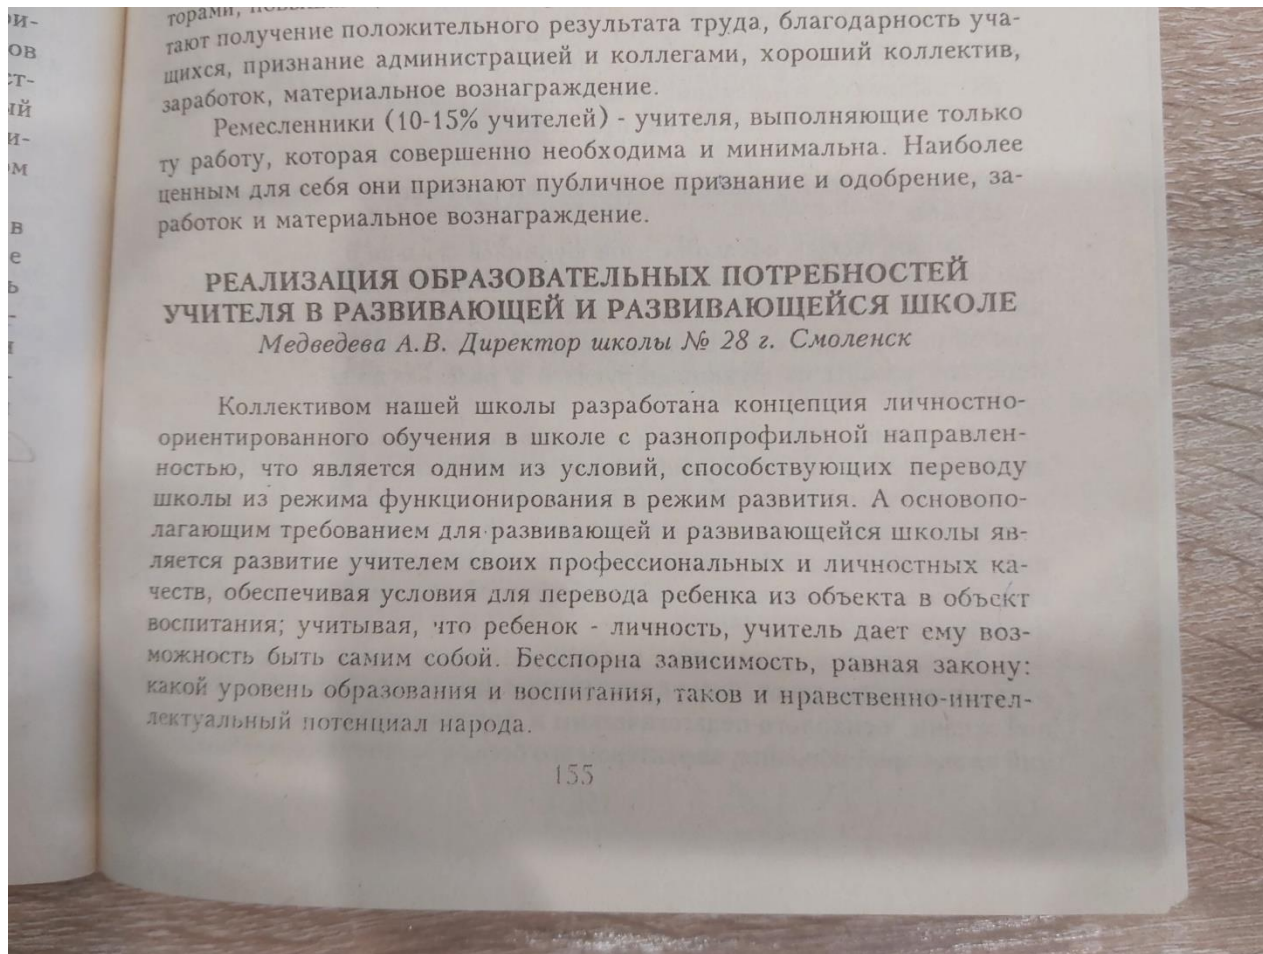 торами,
тают получение положительного результата труда, благодарность уча-
щихся, признание администрацией и коллегами, хороший коллектив,
заработок, материальное вознаграждение.
Ремесленники (10-15% учителей) - учителя, выполняющие только
ту работу, которая совершенно необходима и минимальна. Наиболее
ценным для себя они признают публичное признание и одобрение, за-
работок и материальное вознаграждение.
РЕАЛИЗАЦИЯ ОБРАЗОВАТЕЛЬНЫХ ПОТРЕБНОСТЕЙ
УЧИТЕЛЯ В РАЗВИВАЮЩЕЙ И РАЗВИВАЮЩЕЙСЯ ШКОЛЕ
Медведева А.В. Директор школы № 28 г. Смоленск
Коллективом нашей школы разработана концепция личностно-
ориентированного обучения в школе с разнопрофильной направлен-
ностью, что является одним из условий, способствующих переводу
школы из режима функционирования в режим развития. А основопо-
лагающим требованием для развивающей и развивающейся школы яв-
ляется развитие учителем своих профессиональных и личностных ка-
честв, обеспечивая условия для перевода ребенка из объекта в объект
воспитания; учитывая, что ребенок - личность, учитель дает ему воз-
можность быть самим собой. Бесспорна зависимость, равная закону:
какой уровень образования и воспитания, таков и нравственно-интел-
лектуальный потенциал народа.
155